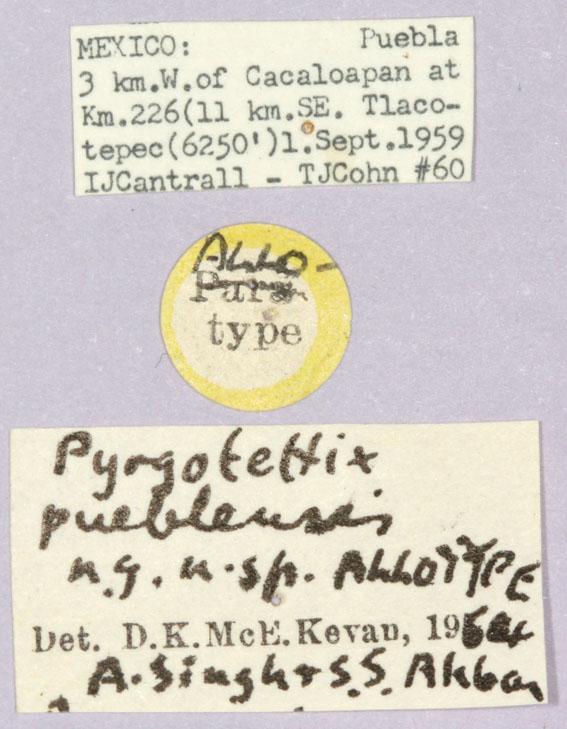 MEXICO: Puebla
3 km.W.of Cacaloapan at
Km.226(11 km.SE. Tlaco-
tepec(6250')1.Sept.1959
IJCantrall - TJCohn #60
ALLO-
Para-
type
Pyrgotettix
pueblensis
n.g. n.sp. ALLOTYPE
Det. D.K.McE.Kevan, 196
A. Singh & S.S. Akbar